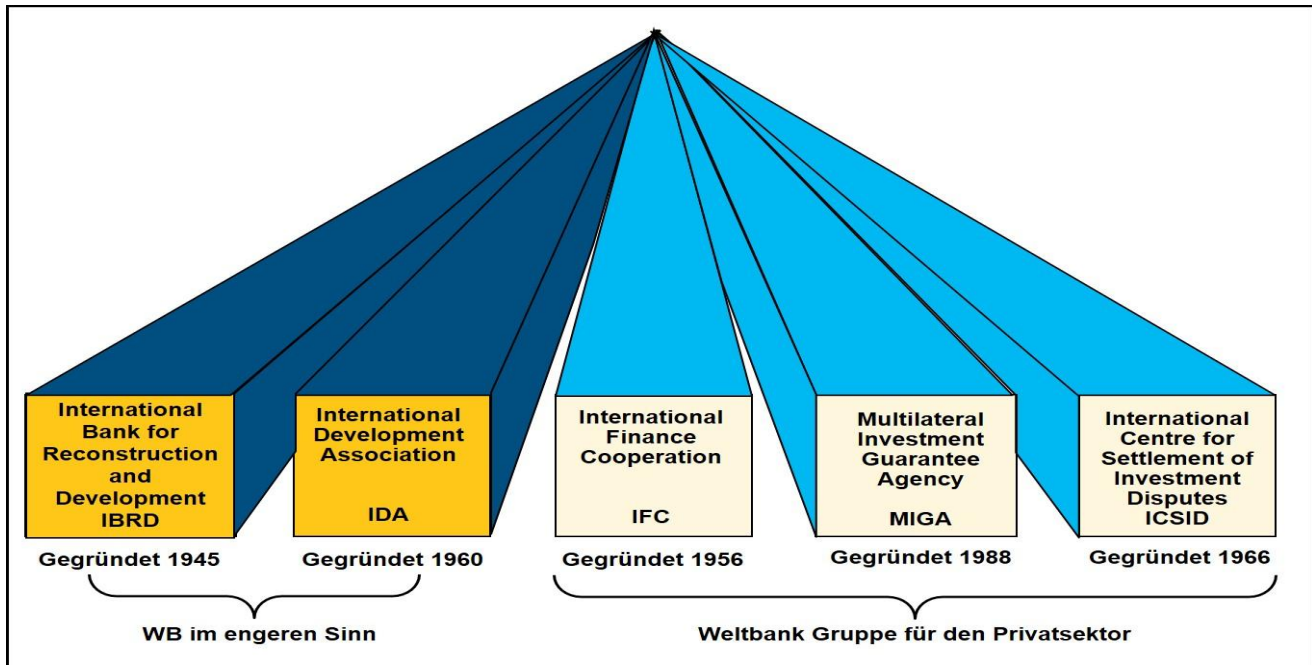 International
Bank for
Reconstruction
and
Development
IBRD
International
Development
Association
IDA
International
Finance
Cooperation
IFC
Multilateral
Investment
Guarantee
Agency
MIGA
International
Centre for
Settlement of
Investment
Disputes
ICSID
Gegründet 1945
Gegründet 1960
Gegründet 1956
Gegründet 1988
Gegründet 1966
WB im engeren Sinn
Weltbank Gruppe für den Privatsektor